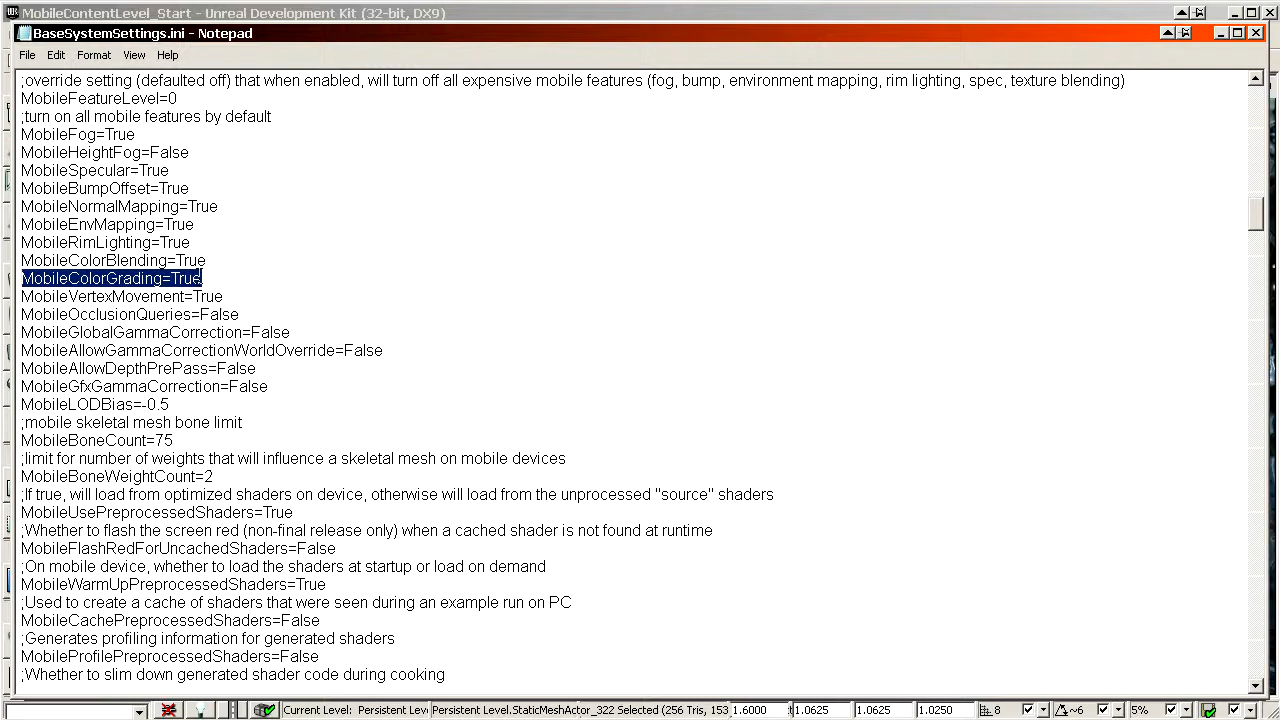 MobileContentLevel_Start - Unreal Development Kit (32-bit, DX9)
BaseSystemSettings.ini - Notepad
File Edit Format View Help
;override setting (defaulted off) that when enabled, will turn off all expensive mobile features (fog, bump, environment mapping, rim lighting, spec, texture blending)
MobileFeatureLevel=0
;turn on all mobile features by default
MobileFog=True
MobileHeightFog=False
MobileSpecular=True
MobileBumpOffset=True
MobileNormalMapping=True
MobileEnvMapping=True
MobileRimLighting=True
MobileColorBlending=True
MobileColorGrading=True
MobileVertexMovement=True
MobileOcclusionQueries=False
MobileGlobalGammaCorrection=False
MobileAllowGammaCorrectionWorldOverride=False
MobileAllowDepthPrePass=False
MobileGfxGammaCorrection=False
MobileLODBias=-0.5
;mobile skeletal mesh bone limit
MobileBoneCount=75
;limit for number of weights that will influence a skeletal mesh on mobile devices
MobileBoneWeightCount=2
;If true, will load from optimized shaders on device, otherwise will load from the unprocessed "source" shaders
MobileUsePreprocessedShaders=True
;Whether to flash the screen red (non-final release only) when a cached shader is not found at runtime
MobileFlashRedForUncachedShaders=False
;On mobile device, whether to load the shaders at startup or load on demand
MobileWarmUpPreprocessedShaders=True
;Used to create a cache of shaders that were seen during an example run on PC
MobileCachePreprocessedShaders=False
;Generates profiling information for generated shaders
MobileProfilePreprocessedShaders=False
;Whether to slim down generated shader code during cooking
Current Level: Persistent Level Persistent Level.StaticMeshActor_322 Selected (256 Tris, 153 1.6000 1.0625 1.0625 1.0250 8 ~6 5%